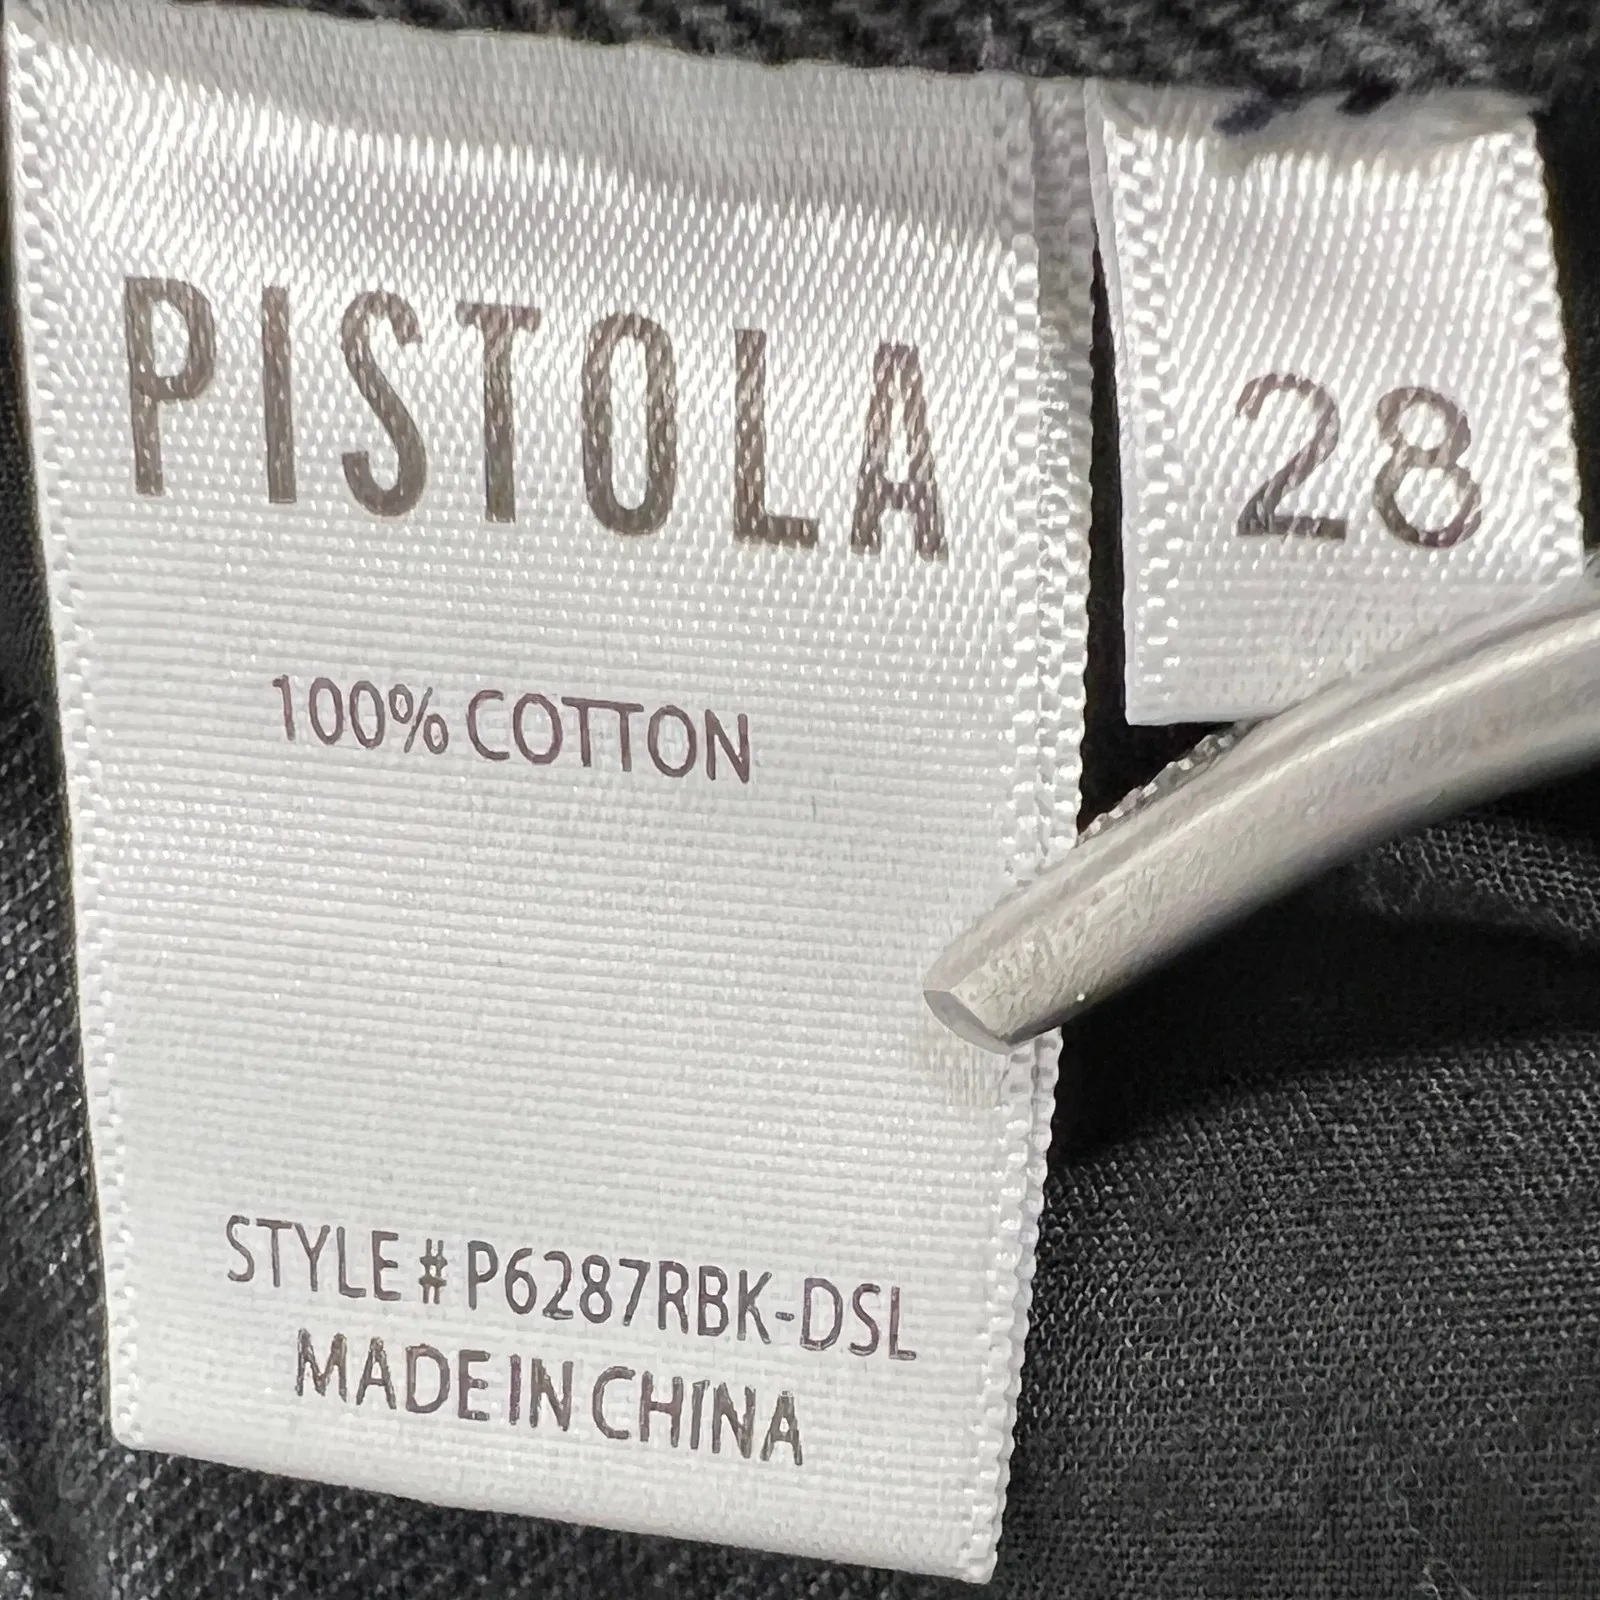 PISTOLA
28
100% COTTON
STYLE # P6287RBK-DSL
MADE IN CHINA